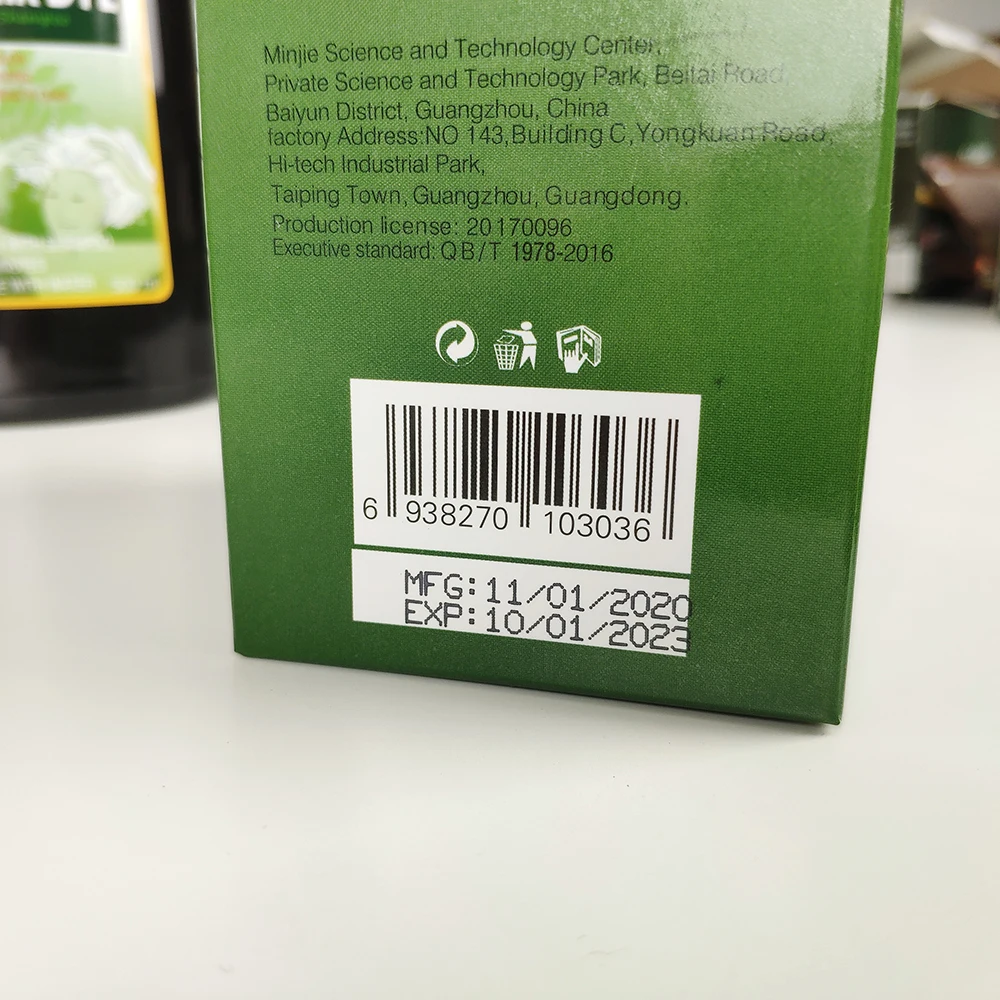 Minjie Science and Technology Center,
Private Science and Technology Park, Beitai Road,
Baiyun District, Guangzhou, China
factory Address:NO 143,Building C,Yongkuan Road,
Hi-tech Industrial Park,
Taiping Town, Guangzhou, Guangdong.
Production license: 20170096
Executive standard: QB/T 1978-2016
6 938270 103036
MFG:11/01/2020
EXP:10/01/2023